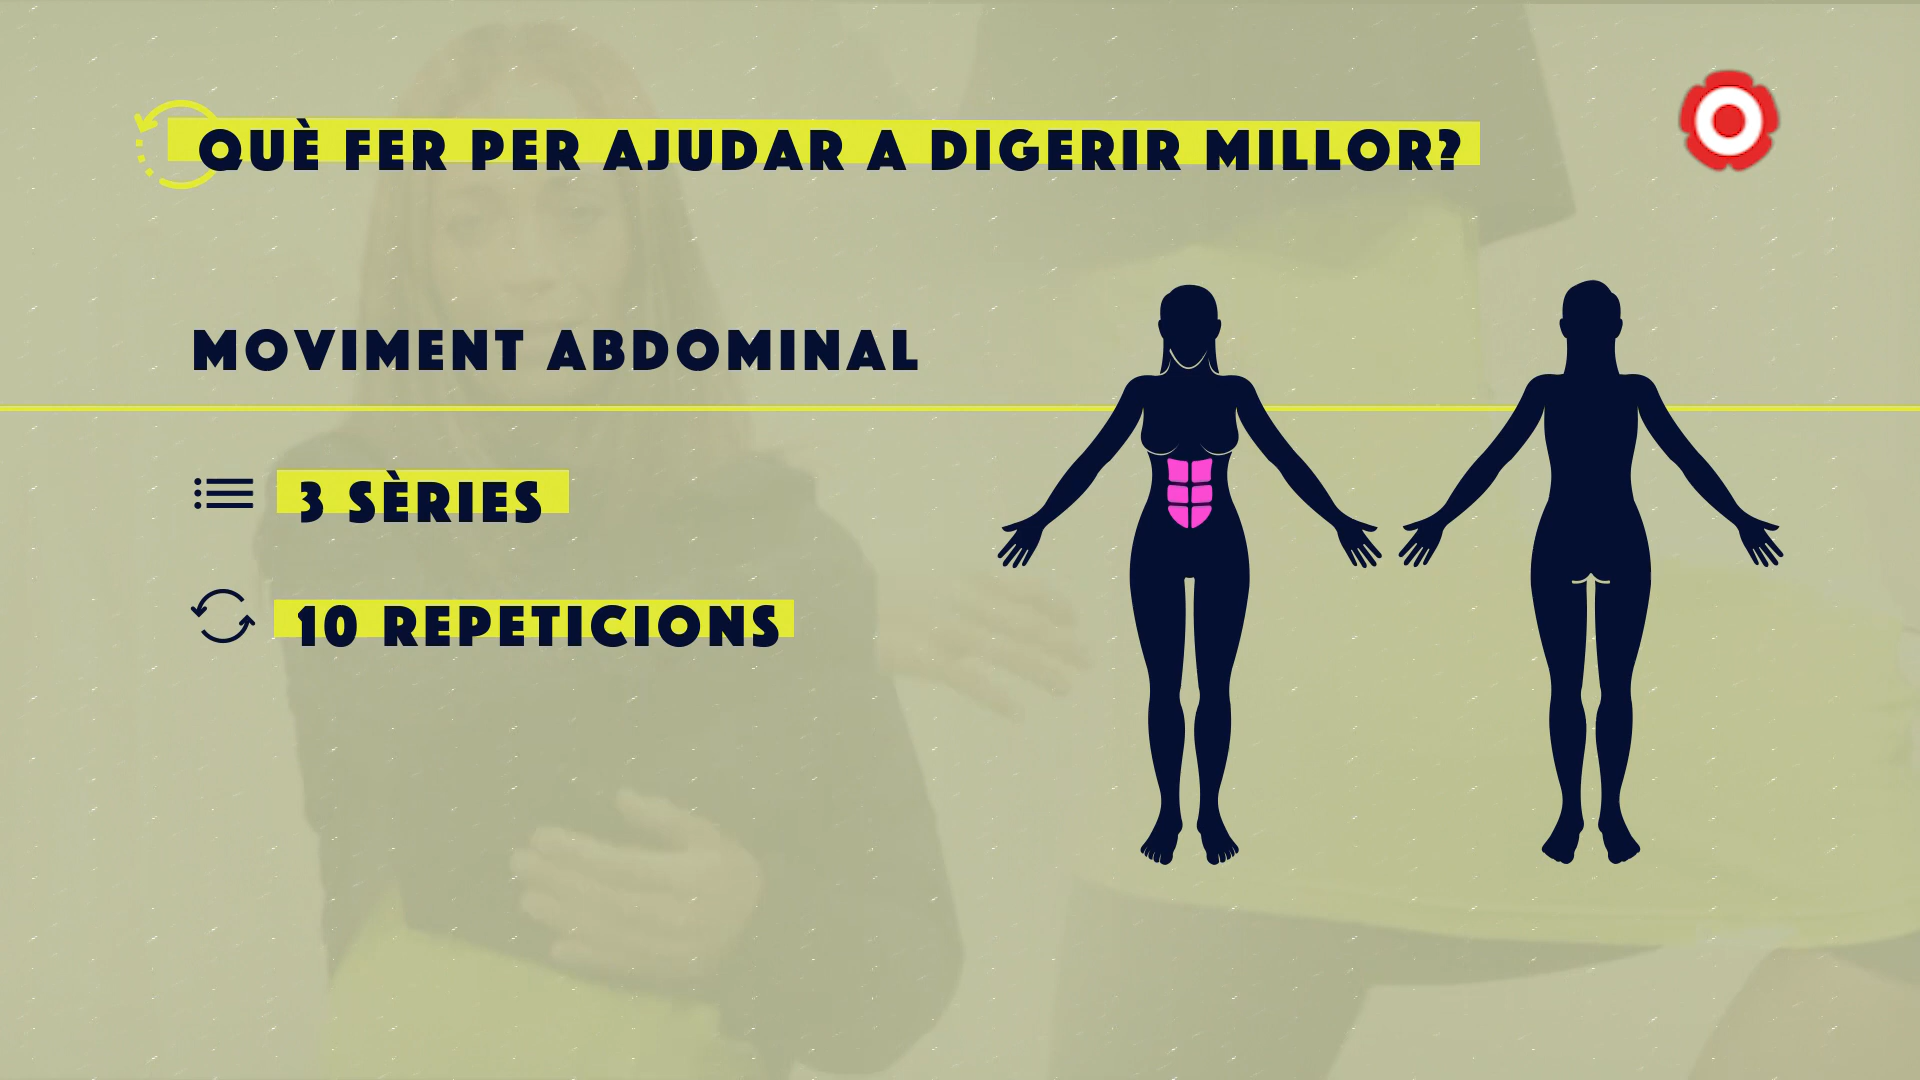 QUÈ FER PER AJUDAR A DIGERIR MILLOR?
MOVIMENT ABDOMINAL
3 SÈRIES
10 REPETICIONS